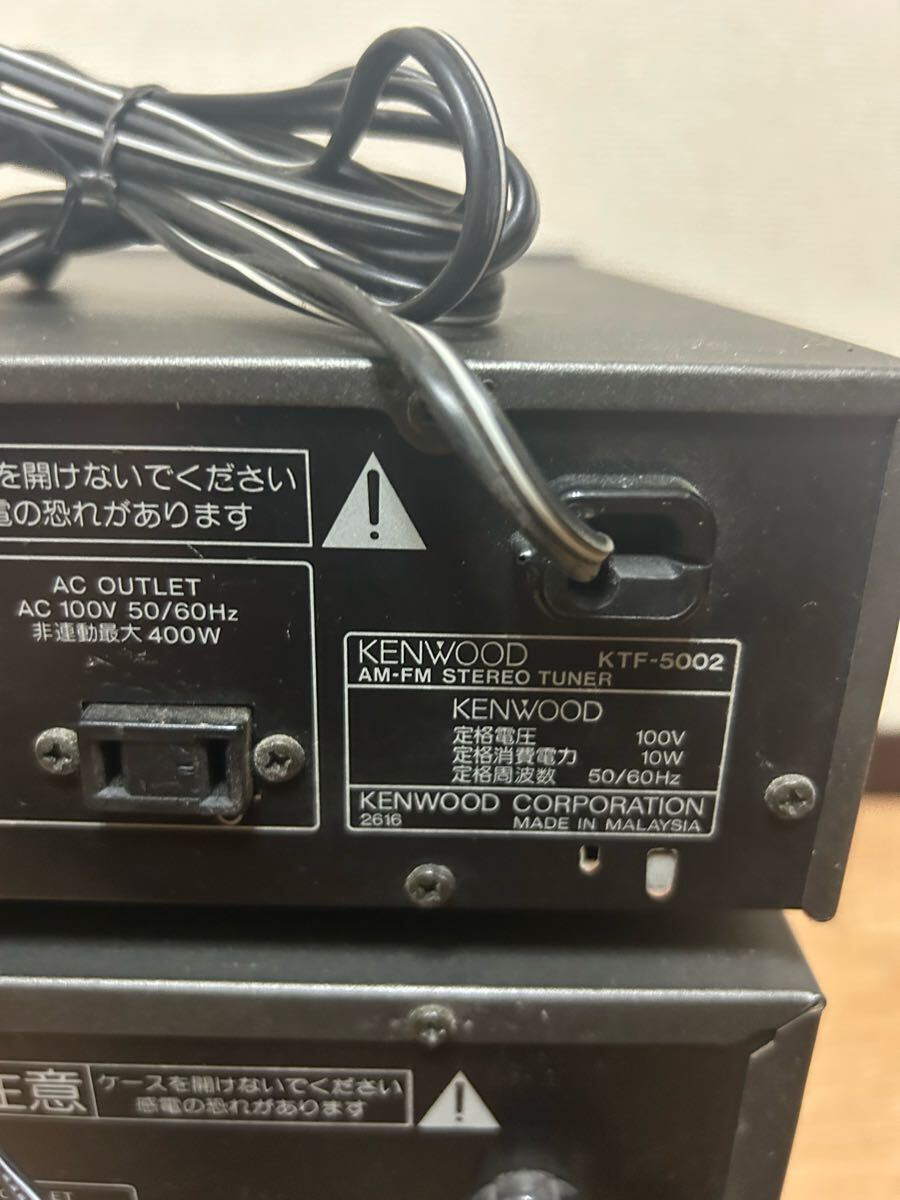 を開けないでください
電の恐れがあります
AC OUTLET
AC 100V 50/60Hz
非連動最大 400W
KENWOOD KTF-5002
AM-FM STEREO TUNER
KENWOOD
定格電圧 100V
定格消費電力 10W
定格周波数 50/60Hz
KENWOOD CORPORATION
2616 MADE IN MALAYSIA
注意
ケースを開けないでください
感電の恐れがあります